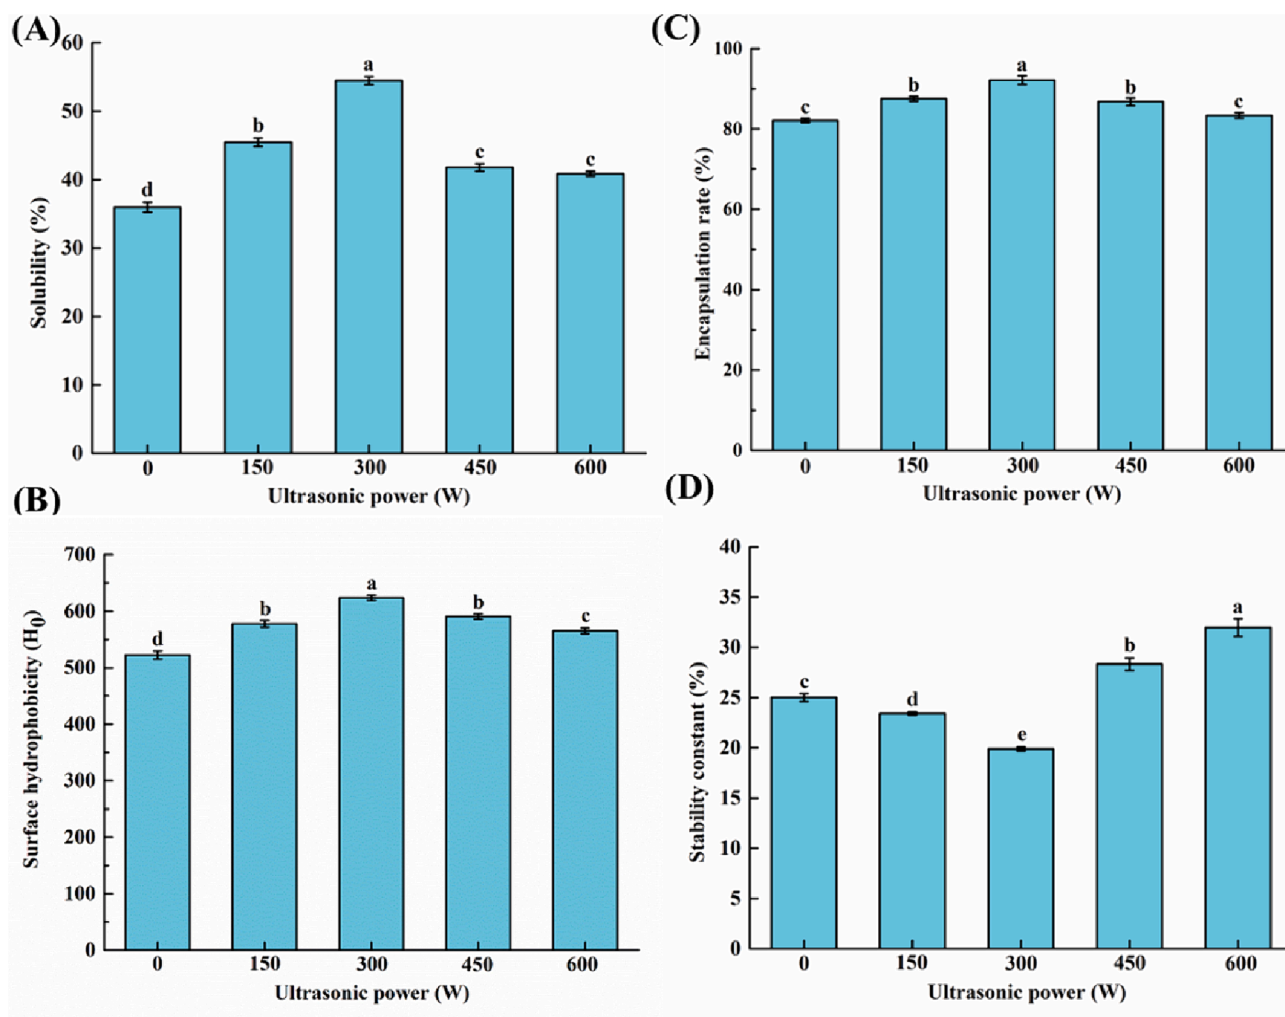 (A)
60
50
40
30
20
10
0
Solubility (%)
d
b
a
c
c
0 150 300 450 600
Ultrasonic power (W)
(C)
100
80
60
40
20
0
Encapsulation rate (%)
c
b
a
b
c
0 150 300 450 600
Ultrasonic power (W)
(B)
700
600
500
400
300
200
100
0
Surface hydrophobicity (H0)
d
b
a
b
c
0 150 300 450 600
Ultrasonic power (W)
(D)
40
35
30
25
20
15
10
5
0
Stability constant (%)
c
d
e
b
a
0 150 300 450 600
Ultrasonic power (W)